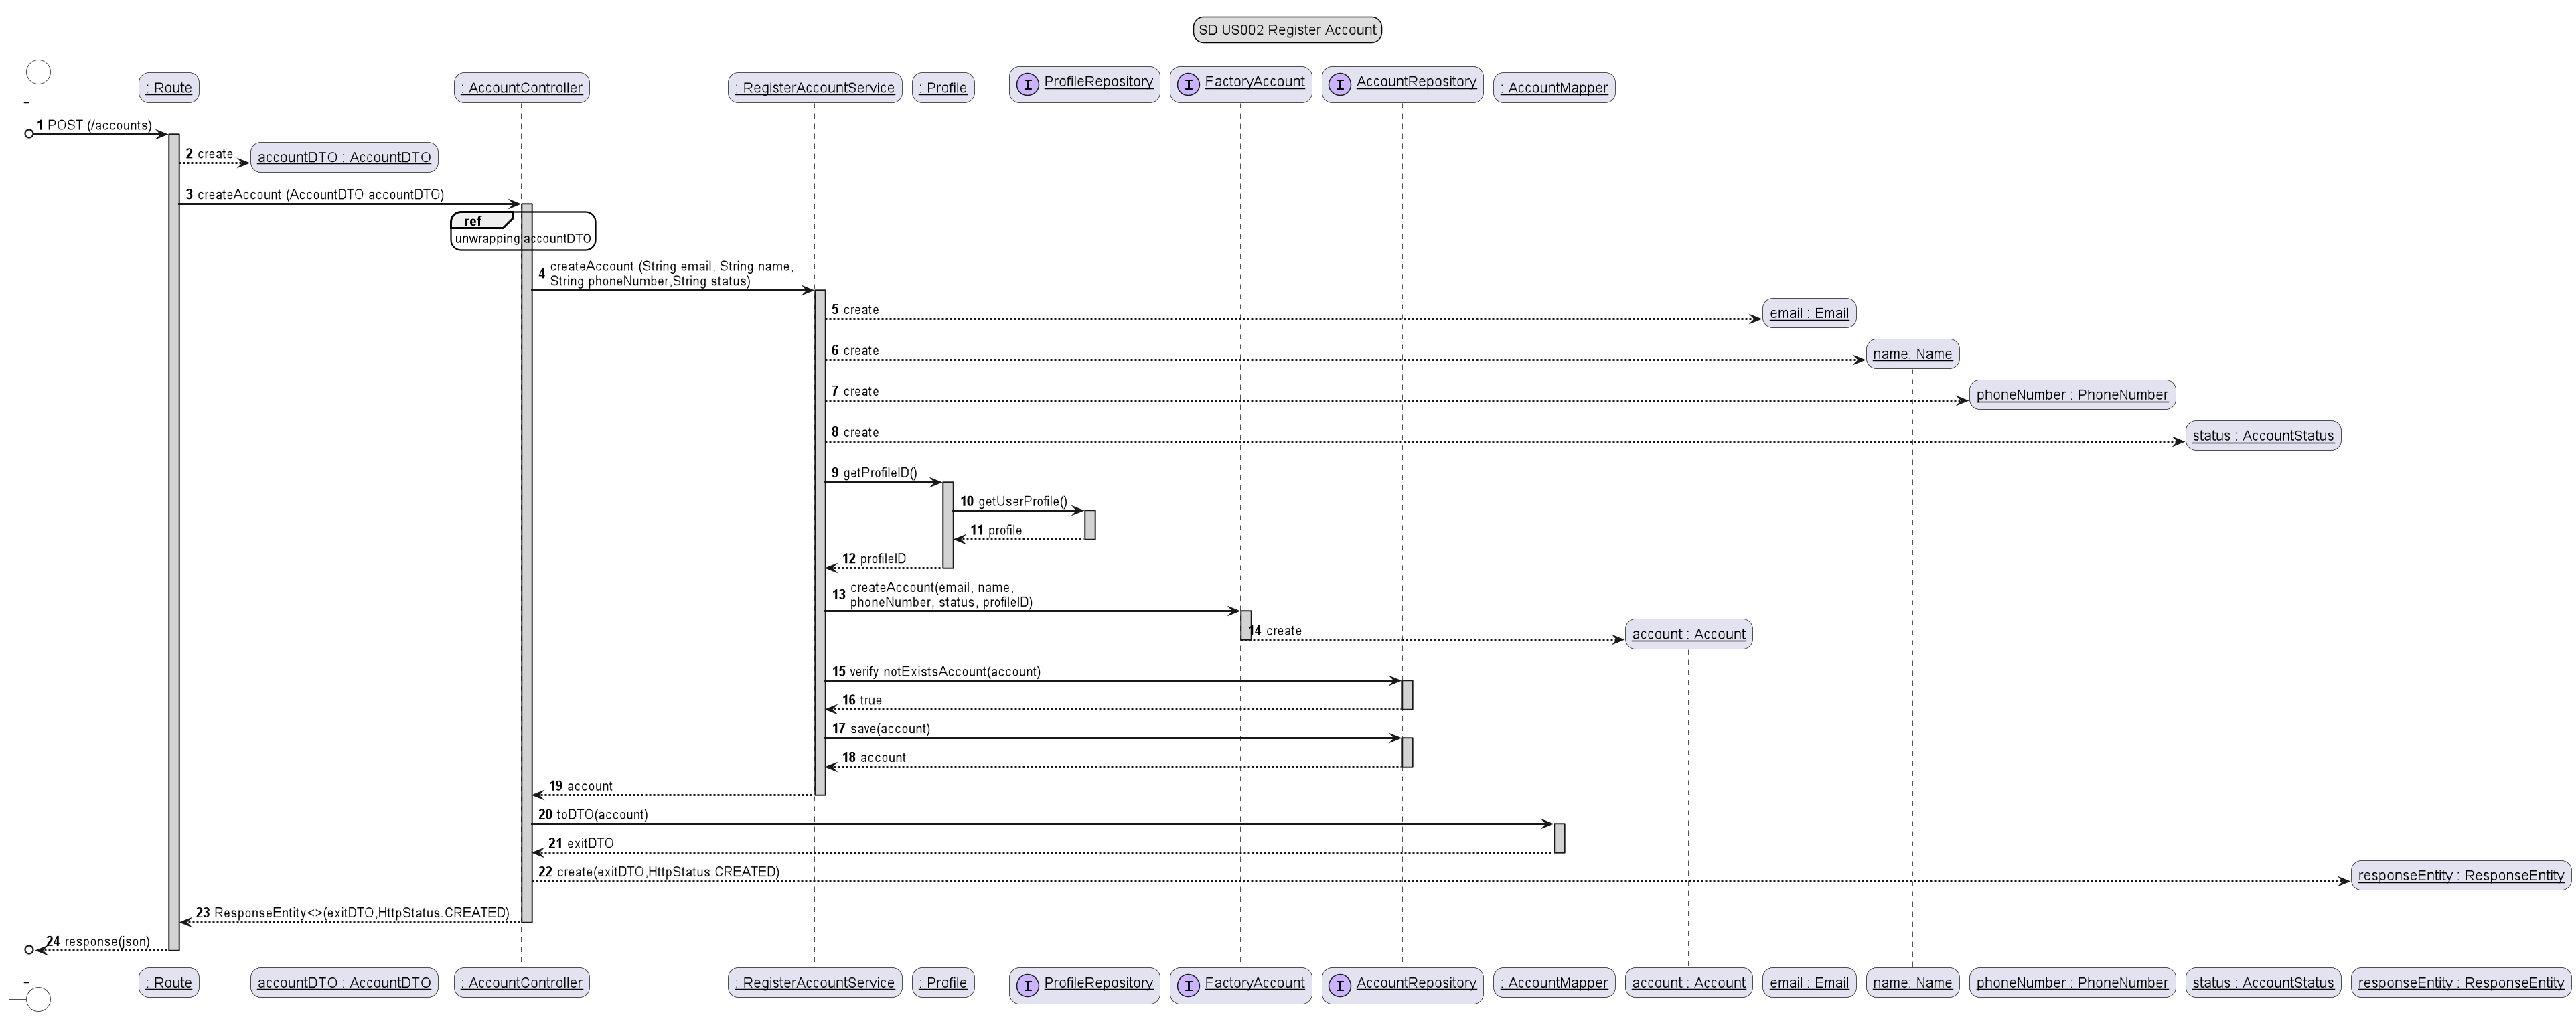 SD US002 Register Account
: Route
: AccountController
: RegisterAccountService
: Profile
I ProfileRepository
I FactoryAccount
I AccountRepository
: AccountMapper
1 POST (/accounts)
2 create
accountDTO : AccountDTO
3 createAccount (AccountDTO accountDTO)
ref
unwrapping accountDTO
4 createAccount (String email, String name,
String phoneNumber,String status)
5 create
email : Email
6 create
name: Name
7 create
phoneNumber : PhoneNumber
8 create
status : AccountStatus
9 getProfileID()
10 getUserProfile()
11 profile
12 profileID
13 createAccount(email, name,
phoneNumber, status, profileID)
14 create
account : Account
15 verify notExistsAccount(account)
16 true
17 save(account)
18 account
19 account
20 toDTO(account)
21 exitDTO
22 create(exitDTO,HttpStatus.CREATED)
responseEntity : ResponseEntity
23 ResponseEntity<>(exitDTO,HttpStatus.CREATED)
24 response(json)
: Route
accountDTO : AccountDTO
: AccountController
: RegisterAccountService
: Profile
I ProfileRepository
I FactoryAccount
I AccountRepository
: AccountMapper
account : Account
email : Email
name: Name
phoneNumber : PhoneNumber
status : AccountStatus
responseEntity : ResponseEntity